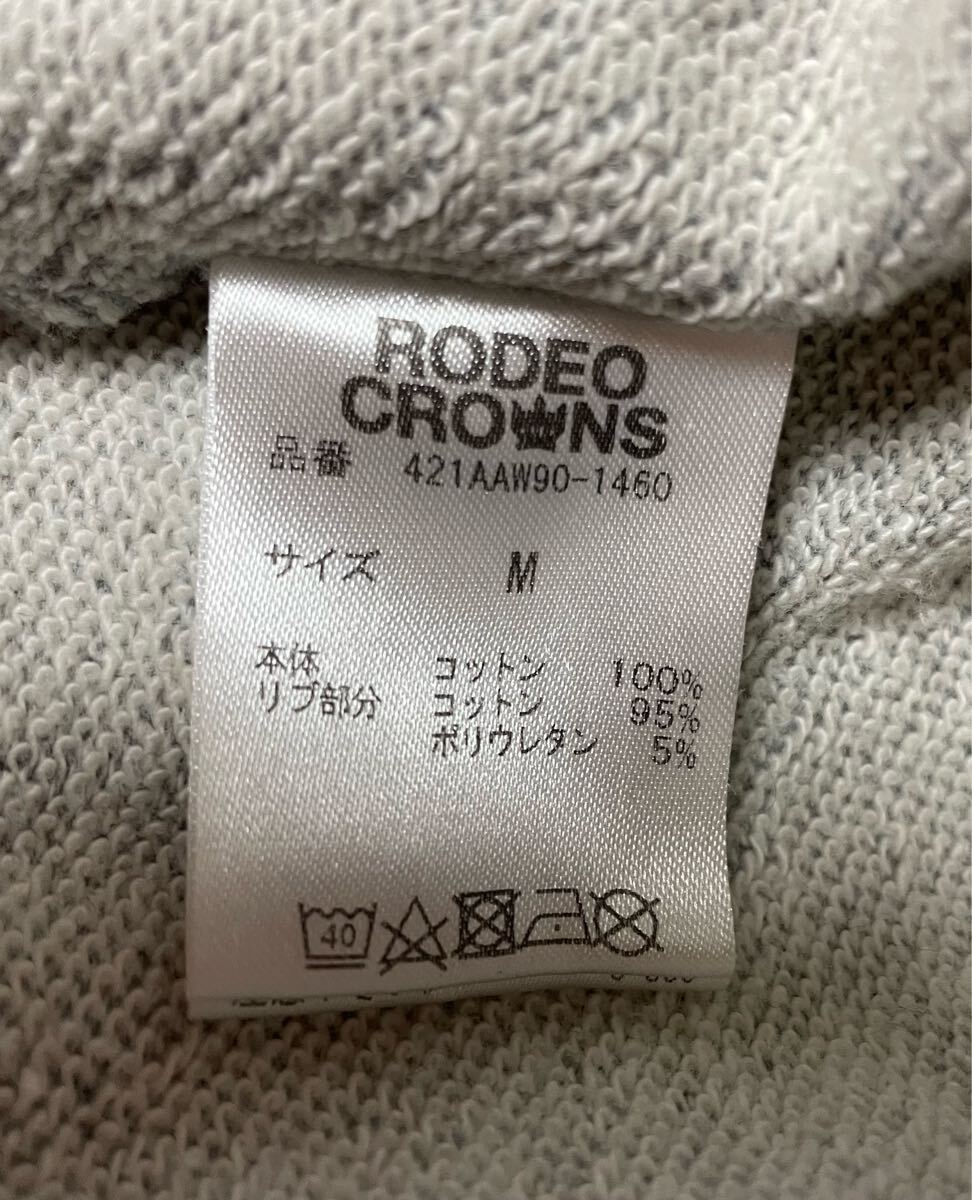 RODEO
CROWNS
品番 421AAW90-1460
サイズ M
本体 コットン 100%
リブ部分 コットン 95%
ポリウレタン 5%
40